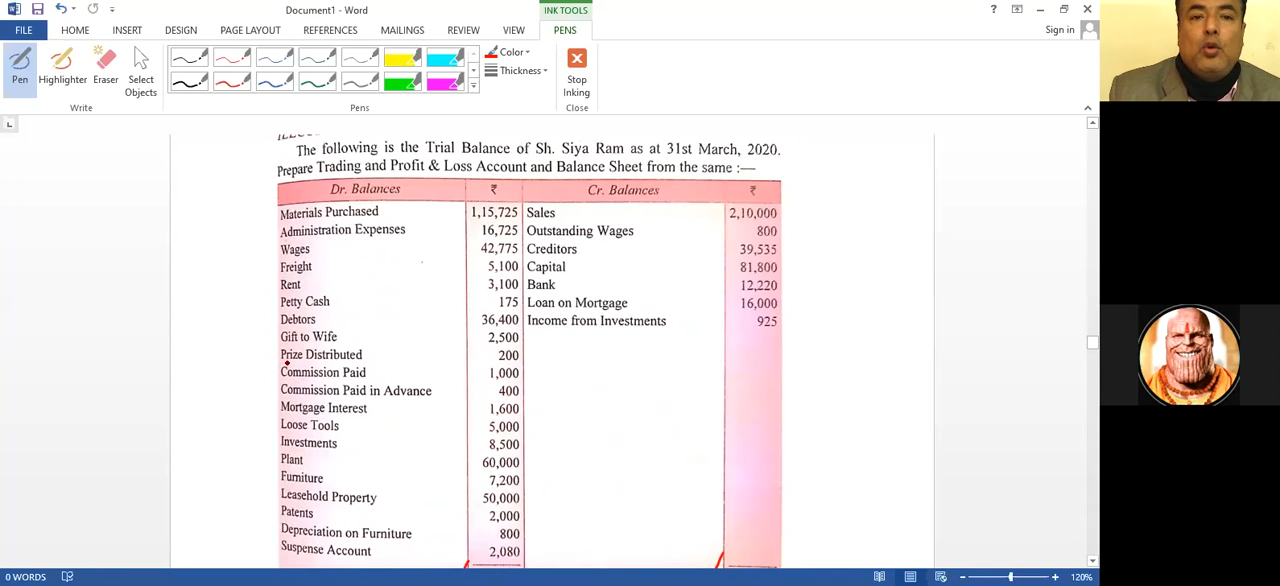 Document1 - Word
INK TOOLS
?
FILE
HOME
INSERT
DESIGN
PAGE LAYOUT
REFERENCES
MAILINGS
REVIEW
VIEW
PENS
Sign in
Pen
Highlighter
Eraser
Select
Objects
Color
Thickness
Stop
Inking
Write
Pens
Close
The following is the Trial Balance of Sh. Siya Ram as at 31st March, 2020.
Prepare Trading and Profit & Loss Account and Balance Sheet from the same :—
Dr. Balances ₹ Cr. Balances ₹
Materials Purchased 1,15,725 Sales 2,10,000
Administration Expenses 16,725 Outstanding Wages 800
Wages 42,775 Creditors 39,535
Freight 5,100 Capital 81,800
Rent 3,100 Bank 12,220
Petty Cash 175 Loan on Mortgage 16,000
Debtors 36,400 Income from Investments 925
Gift to Wife 2,500
Prize Distributed 200
Commission Paid 1,000
Commission Paid in Advance 400
Mortgage Interest 1,600
Loose Tools 5,000
Investments 8,500
Plant 60,000
Furniture 7,200
Leasehold Property 50,000
Patents 2,000
Depreciation on Furniture 800
Suspense Account 2,080
0 WORDS
120%